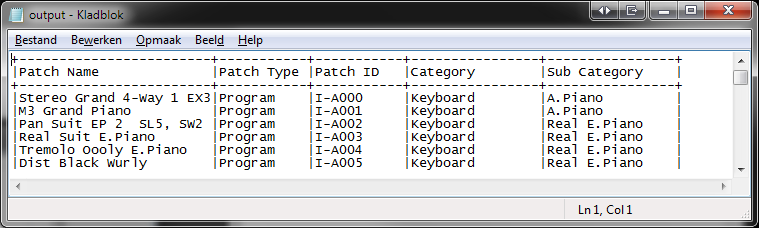 output - Kladblok
Bestand Bewerken Opmaak Beeld Help
+------------------------+-----------+-----------+----------------+----------------+
|Patch Name              |Patch Type |Patch ID   |Category        |Sub Category    |
+------------------------+-----------+-----------+----------------+----------------+
|Stereo Grand 4-Way 1 EX3|Program    |I-A000     |Keyboard        |A.Piano         |
|M3 Grand Piano          |Program    |I-A001     |Keyboard        |A.Piano         |
|Pan Suit EP 2  SL5, SW2 |Program    |I-A002     |Keyboard        |Real E.Piano    |
|Real Suit E.Piano       |Program    |I-A003     |Keyboard        |Real E.Piano    |
|Tremolo Oooly E.Piano   |Program    |I-A004     |Keyboard        |Real E.Piano    |
|Dist Black Wurly        |Program    |I-A005     |Keyboard        |Real E.Piano    |
Ln 1, Col 1